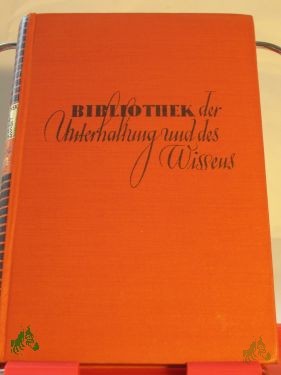 BIBLIOTHEK der
Unterhaltung und des
Wissens